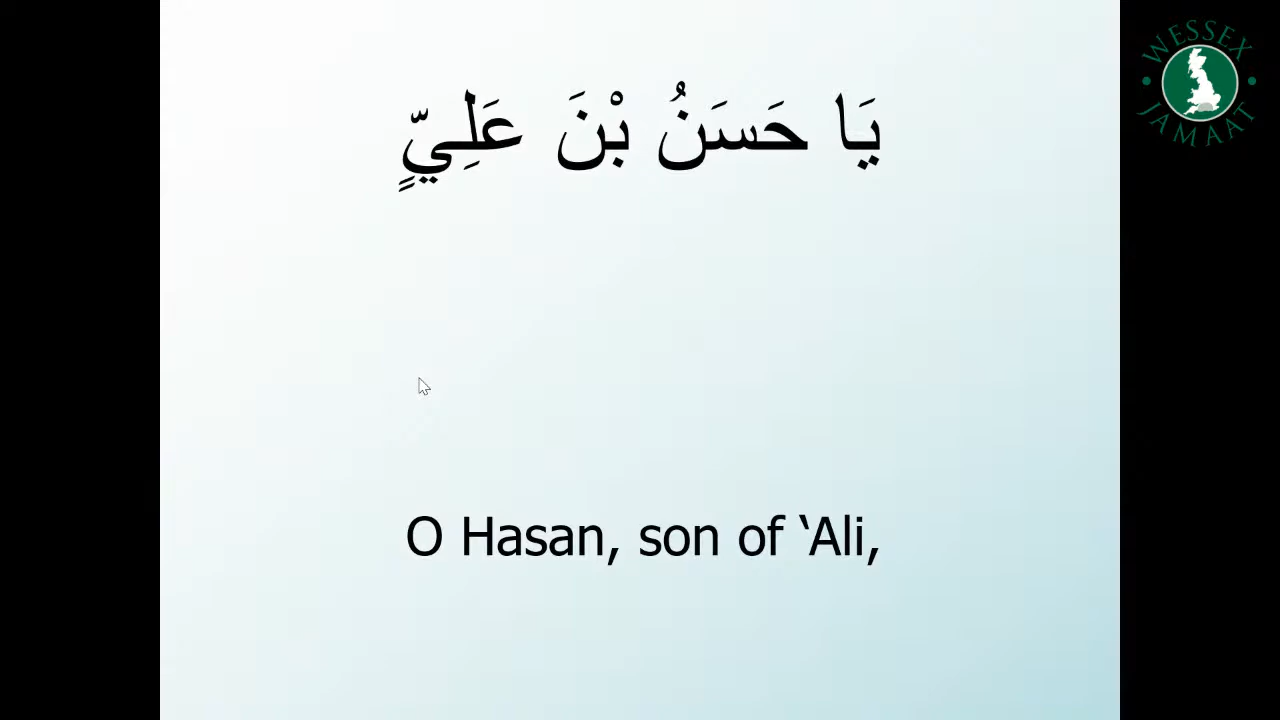 WESSEX
JAMAAT
يَا حَسَنُ بْنَ عَلِيٍّ
O Hasan, son of ‘Ali,